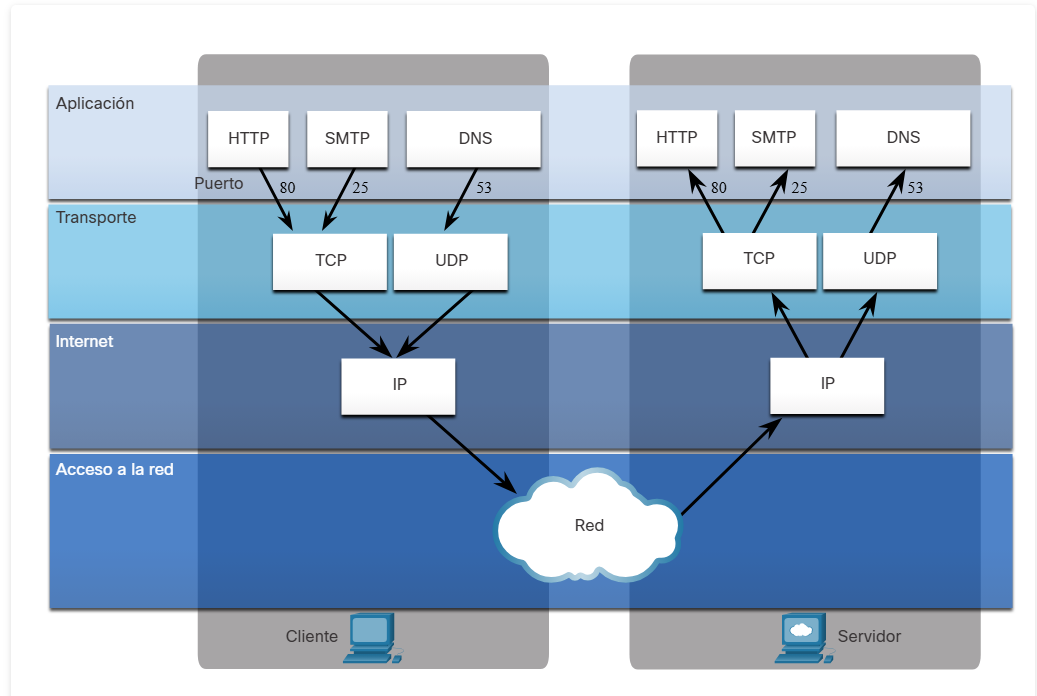 Aplicación
HTTP SMTP DNS HTTP SMTP DNS
Puerto 80 25 53 80 25 53
Transporte
TCP UDP TCP UDP
Internet
IP IP
Acceso a la red
Red
Cliente Servidor